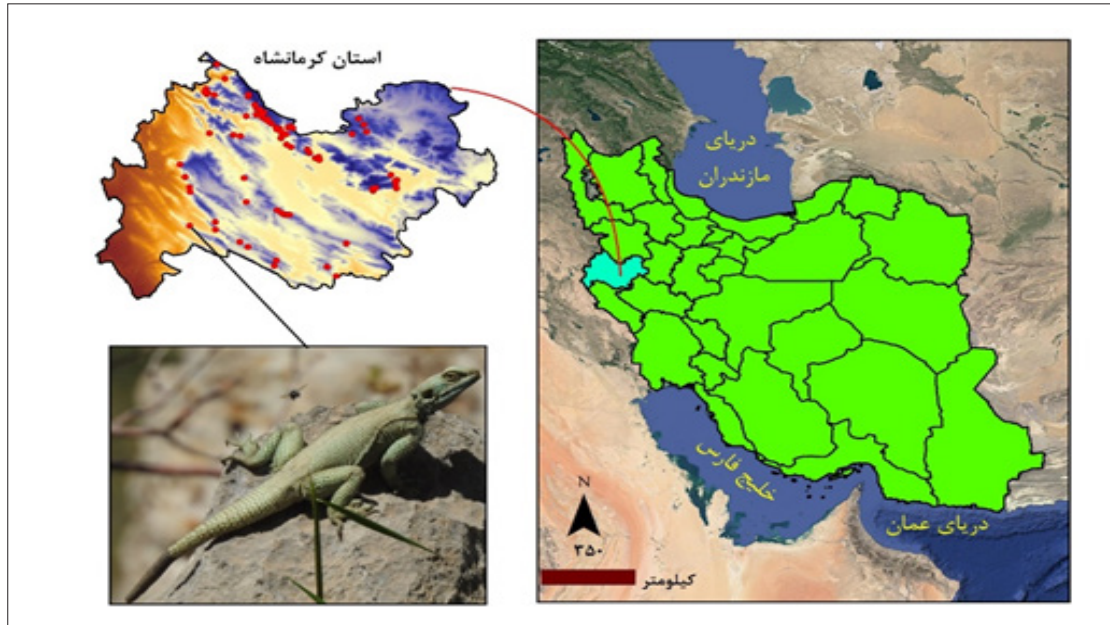 استان کرمانشاه
دریای
مازندران
خلیج فارس
دریای عمان
N
۳۵۰
کیلومتر